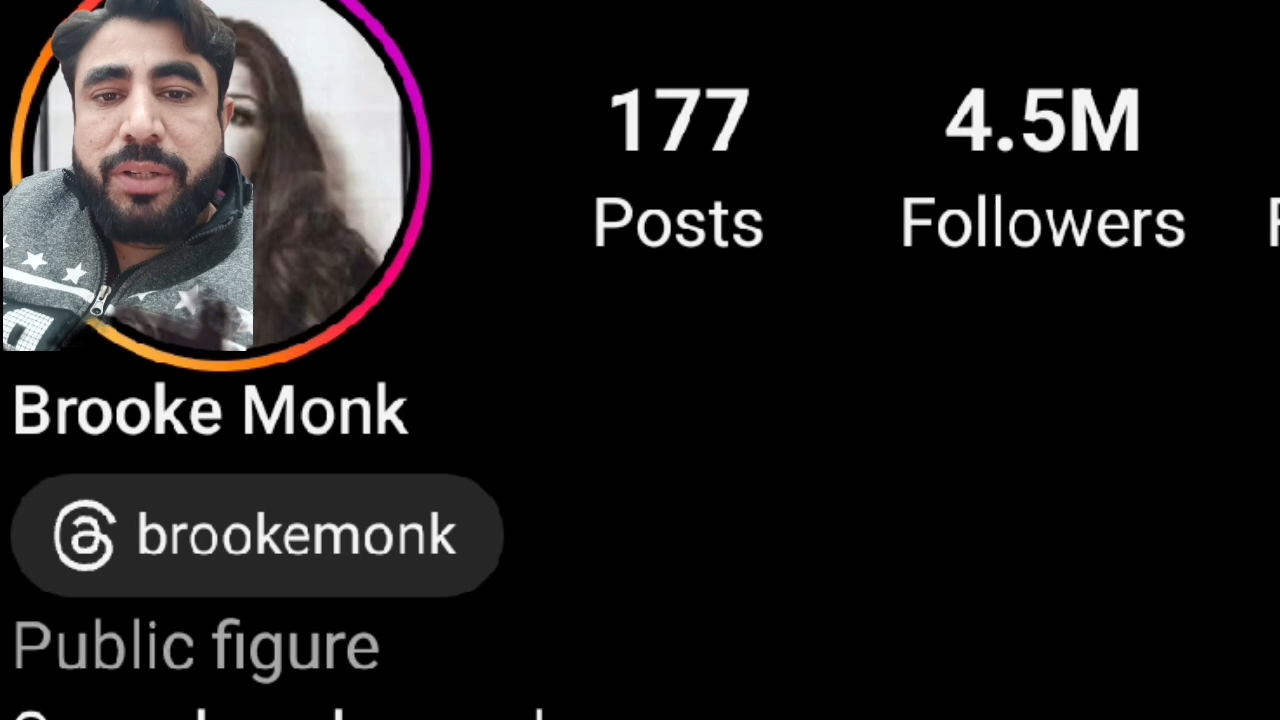 177 4.5M
Posts Followers
Brooke Monk
brookemonk
Public figure